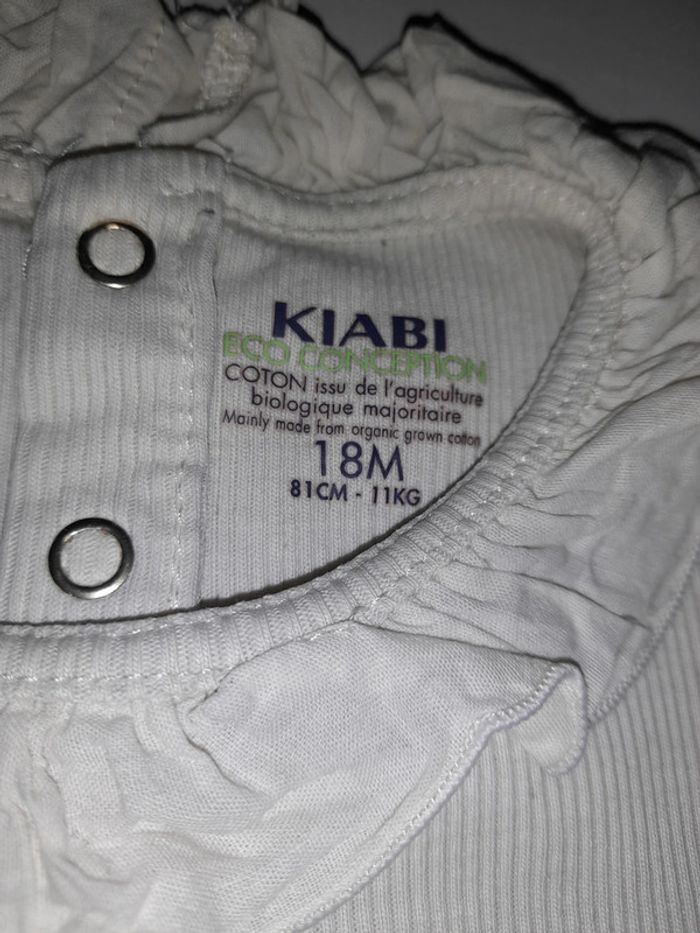 KIABI
ECO CONCEPTION
COTON issu de l'agriculture
biologique majoritaire
Mainly made from organic grown cotton
18M
81CM - 11KG